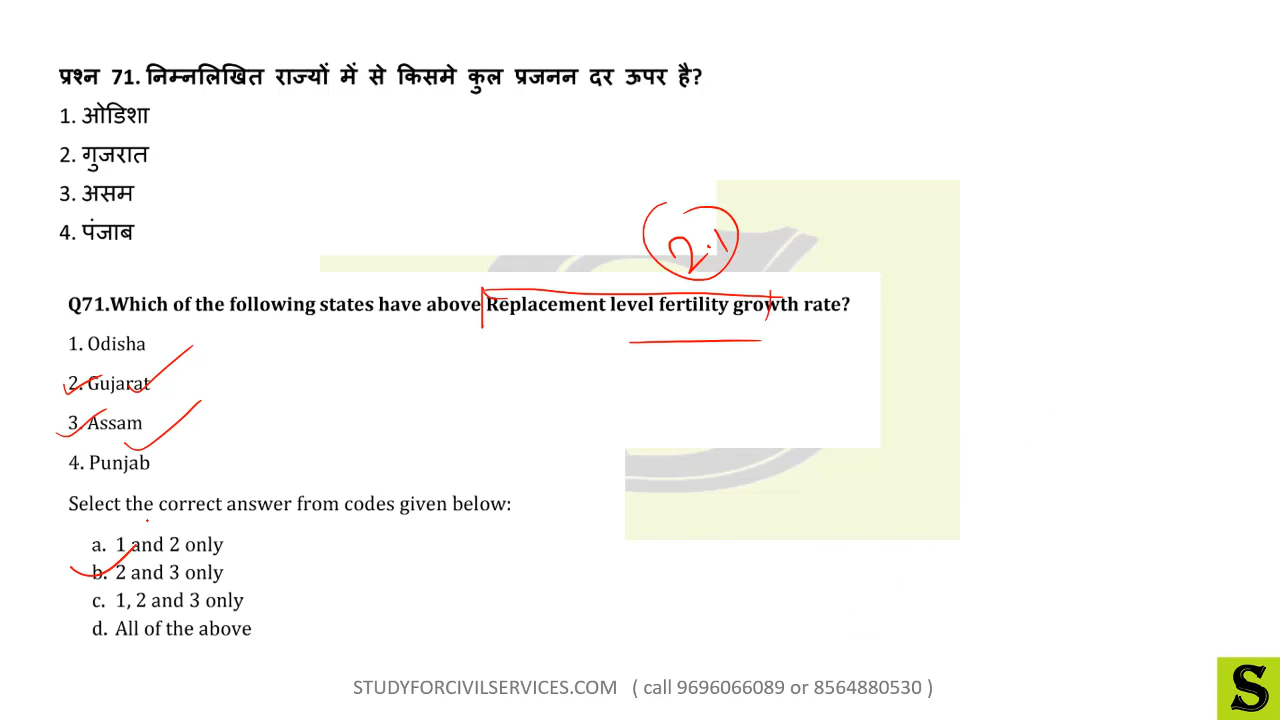 प्रश्न 71. निम्नलिखित राज्यों में से किसमे कुल प्रजनन दर ऊपर है?
1. ओडिशा
2. गुजरात
3. असम
4. पंजाब
2.1
Q71.Which of the following states have above Replacement level fertility growth rate?
1. Odisha
2. Gujarat
3. Assam
4. Punjab
Select the correct answer from codes given below:
a. 1 and 2 only
b. 2 and 3 only
c. 1, 2 and 3 only
d. All of the above
STUDYFORCIVILSERVICES.COM ( call 9696066089 or 8564880530 )
S